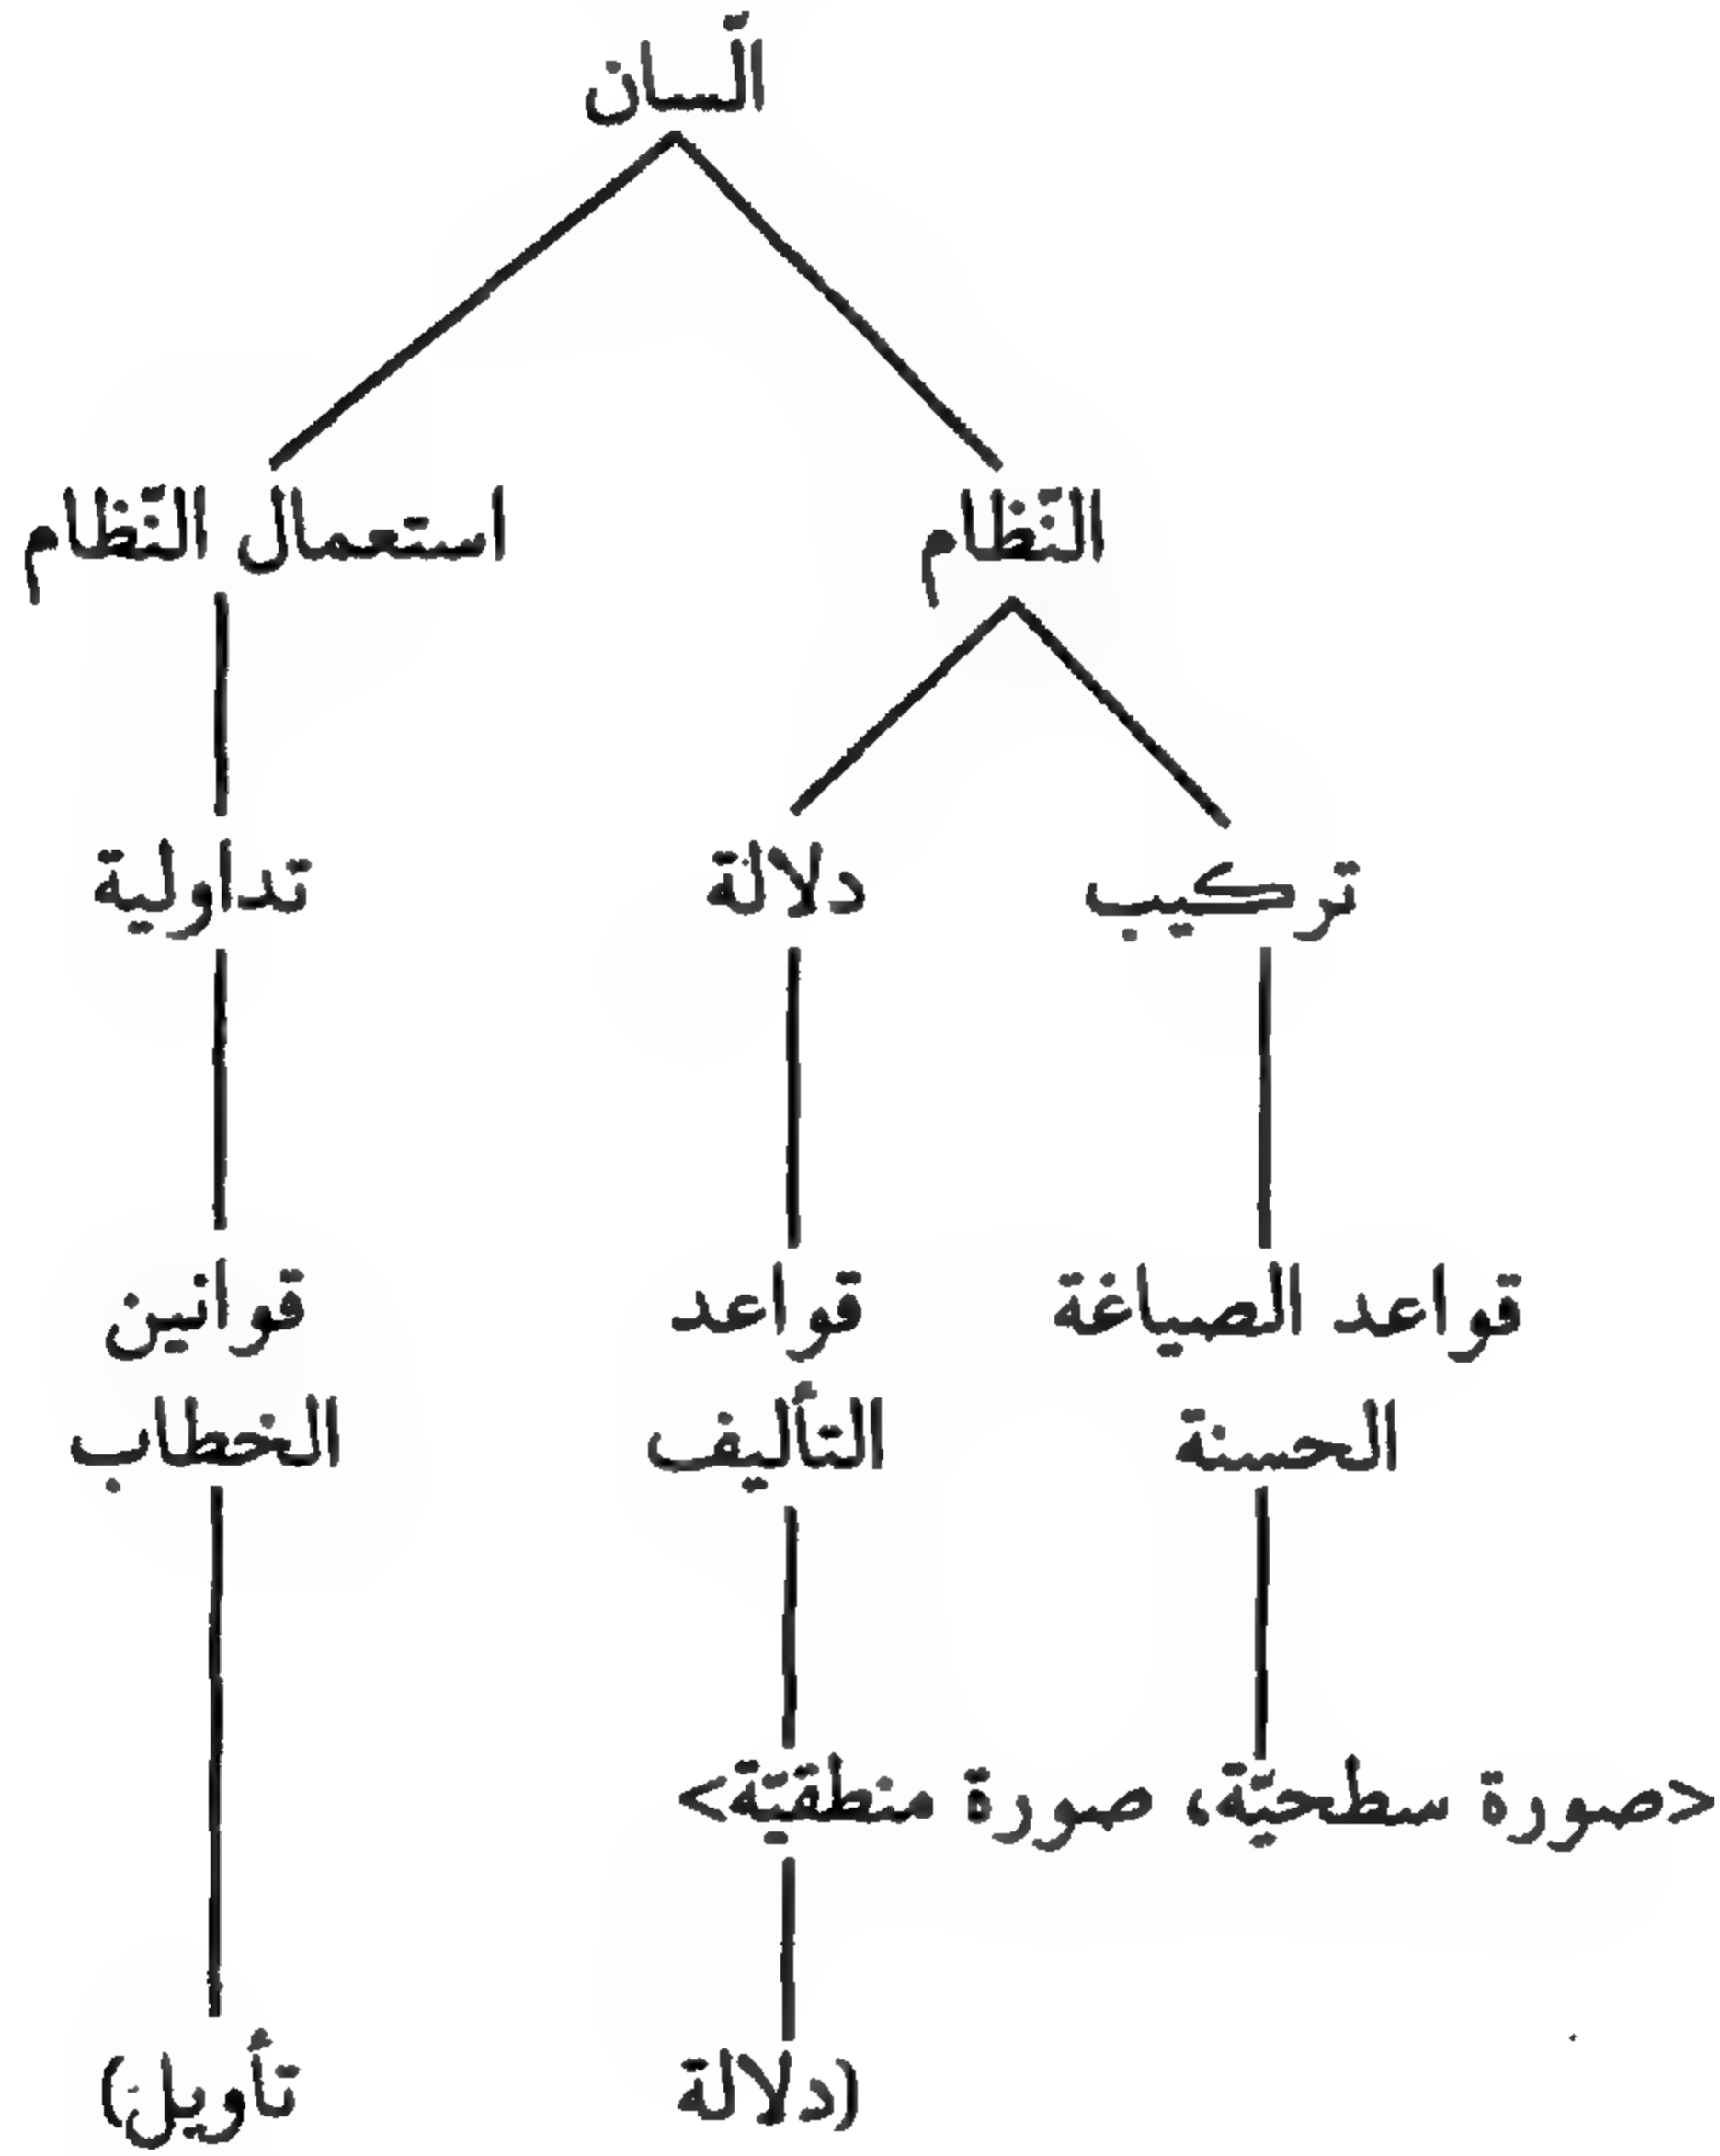 الّسان
النّظام
استعمال النّظام
تركيب
دلالة
تداولية
قواعد الصياغة
الحسنة
قواعد
التأليف
قوانين
الخطاب
<صورة سطحيّة، صورة منطقيّة>
(دلالة
تأويل)